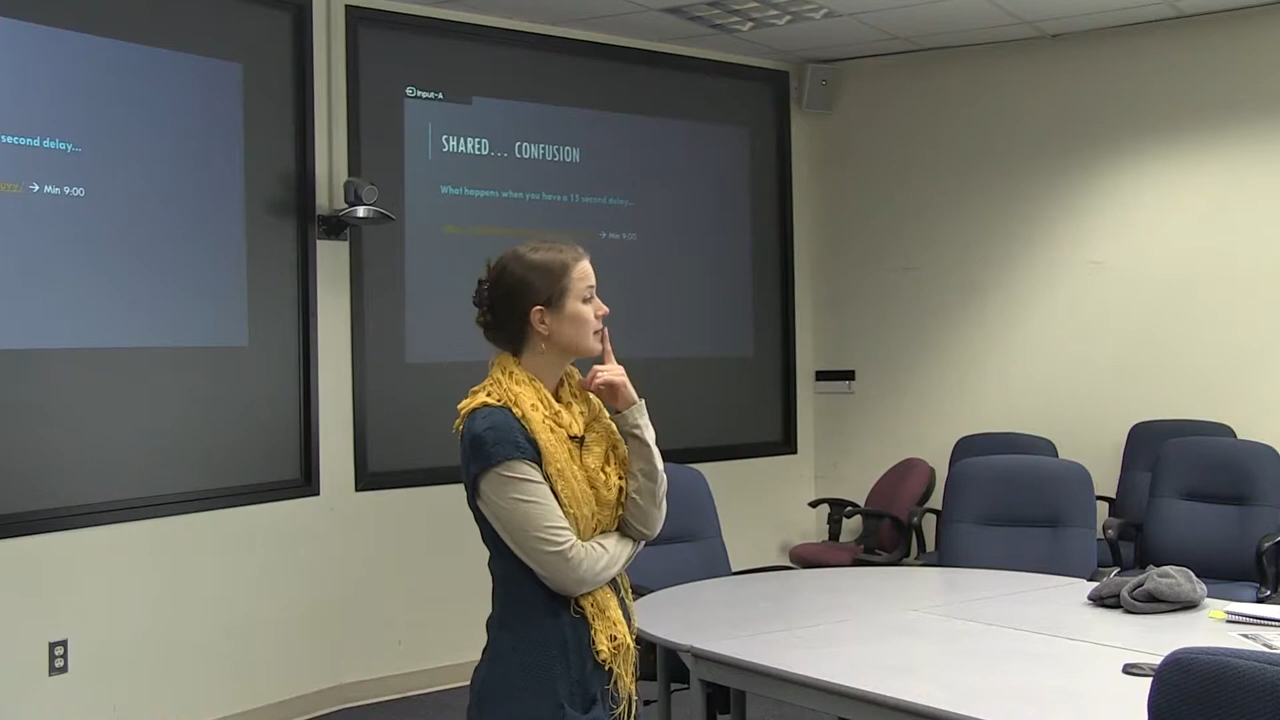 second delay...
→ Min 9:00
Input-A
SHARED... CONFUSION
What happens when you have a 15 second delay...
→ Min 9:00